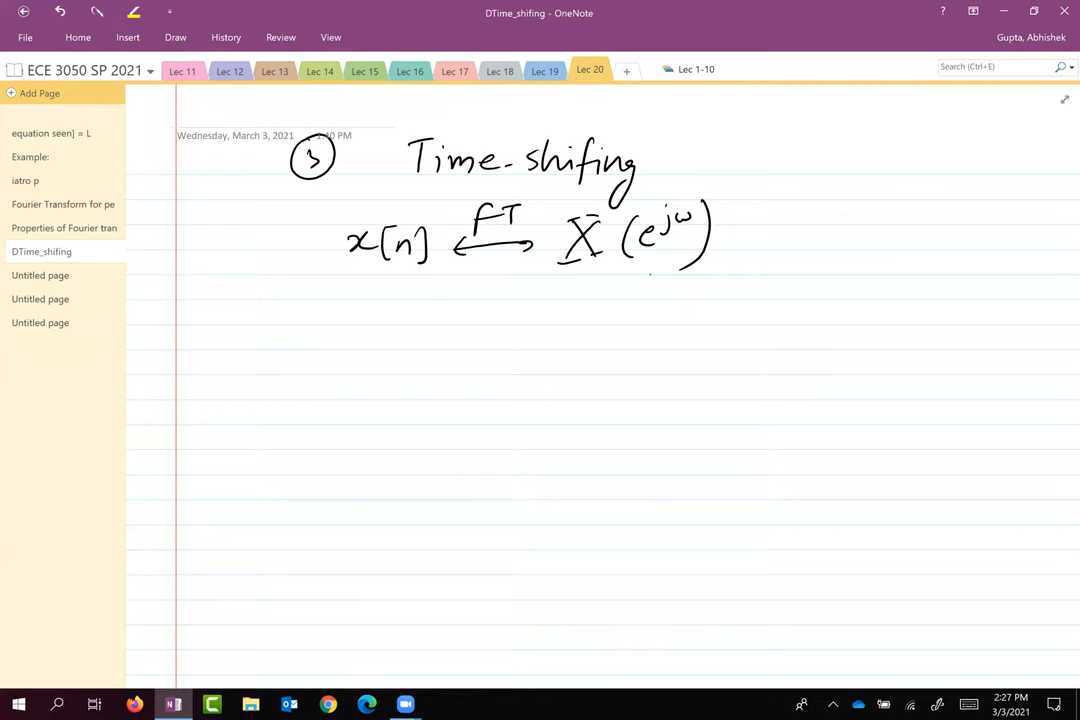 DTime_shifing - OneNote
File Home Insert Draw History Review View
Gupta, Abhishek
ECE 3050 SP 2021
Lec 11 Lec 12 Lec 13 Lec 14 Lec 15 Lec 16 Lec 17 Lec 18 Lec 19 Lec 20 + Lec 1-10
Search (Ctrl+E)
Add Page
equation seen] = L
Example:
iatro p
Fourier Transform for pe
Properties of Fourier tran
DTime_shifing
Untitled page
Untitled page
Untitled page
Wednesday, March 3, 2021 1:40 PM
3 Time-shifing
x[n] FT ↔ X(e^jω)
2:27 PM
3/3/2021